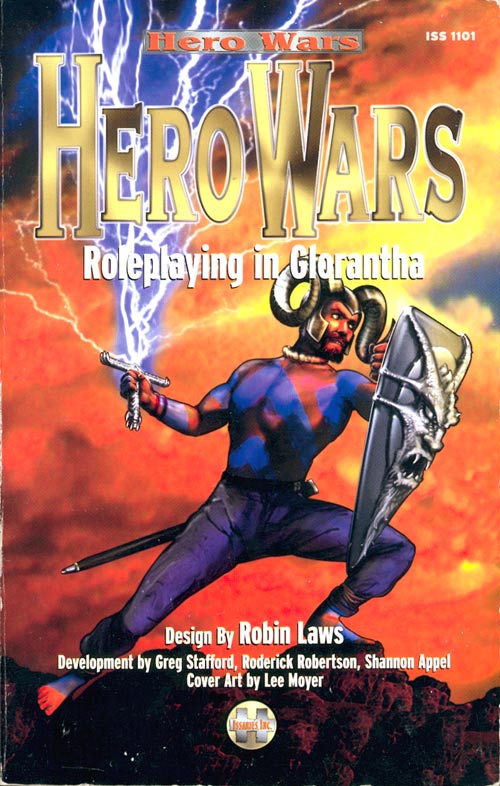 Hero Wars
ISS 1101
HERO WARS
Roleplaying in Glorantha
Design By Robin Laws
Development by Greg Stafford, Roderick Robertson, Shannon Appel
Cover Art by Lee Moyer
ISSARIES INC.